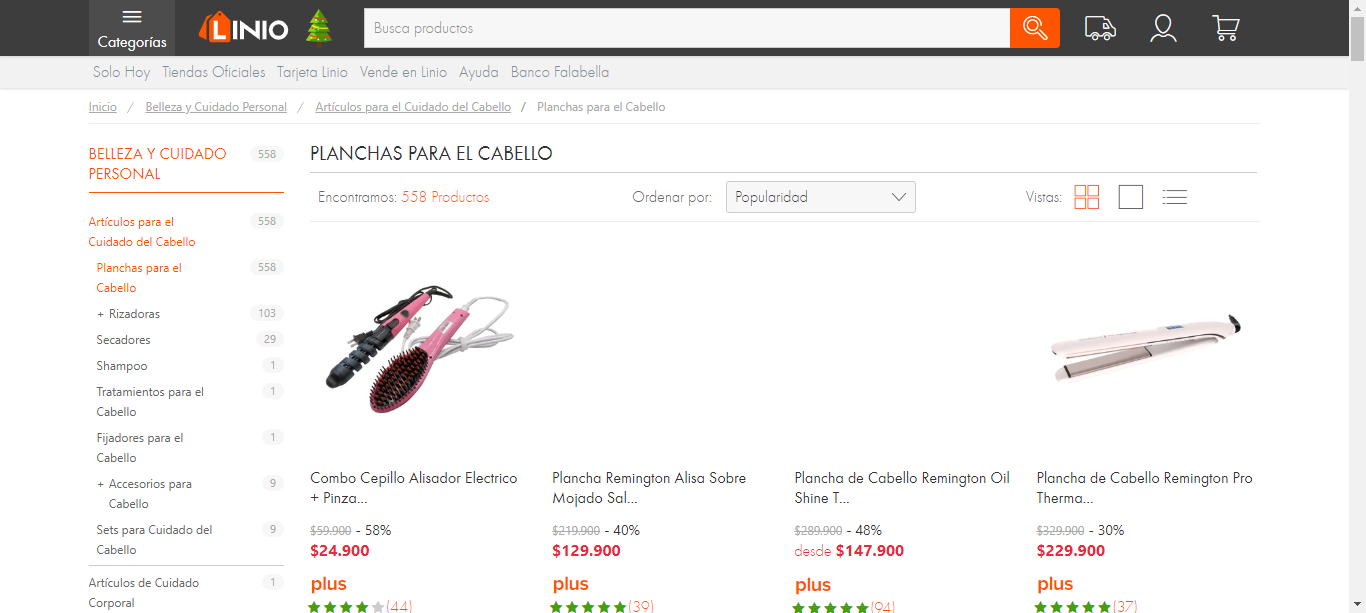 Categorías
LINIO
Busca productos
Solo Hoy Tiendas Oficiales Tarjeta Linio Vende en Linio Ayuda Banco Falabella
Inicio / Belleza y Cuidado Personal / Artículos para el Cuidado del Cabello / Planchas para el Cabello
BELLEZA Y CUIDADO 558
PERSONAL
Artículos para el 558
Cuidado del Cabello
Planchas para el 558
Cabello
+ Rizadoras 103
Secadores 29
Shampoo 1
Tratamientos para el 1
Cabello
Fijadores para el 1
Cabello
+ Accesorios para 9
Cabello
Sets para Cuidado del 9
Cabello
Artículos de Cuidado 1
Corporal
PLANCHAS PARA EL CABELLO
Encontramos: 558 Productos Ordenar por: Popularidad Vistas:
Combo Cepillo Alisador Electrico
+ Pinza...
$59.900 - 58%
$24.900
plus
(44)
Plancha Remington Alisa Sobre
Mojado Sal...
$219.900 - 40%
$129.900
plus
(39)
Plancha de Cabello Remington Oil
Shine T...
$289.900 - 48%
desde $147.900
plus
(94)
Plancha de Cabello Remington Pro
Therma...
$329.900 - 30%
$229.900
plus
(37)